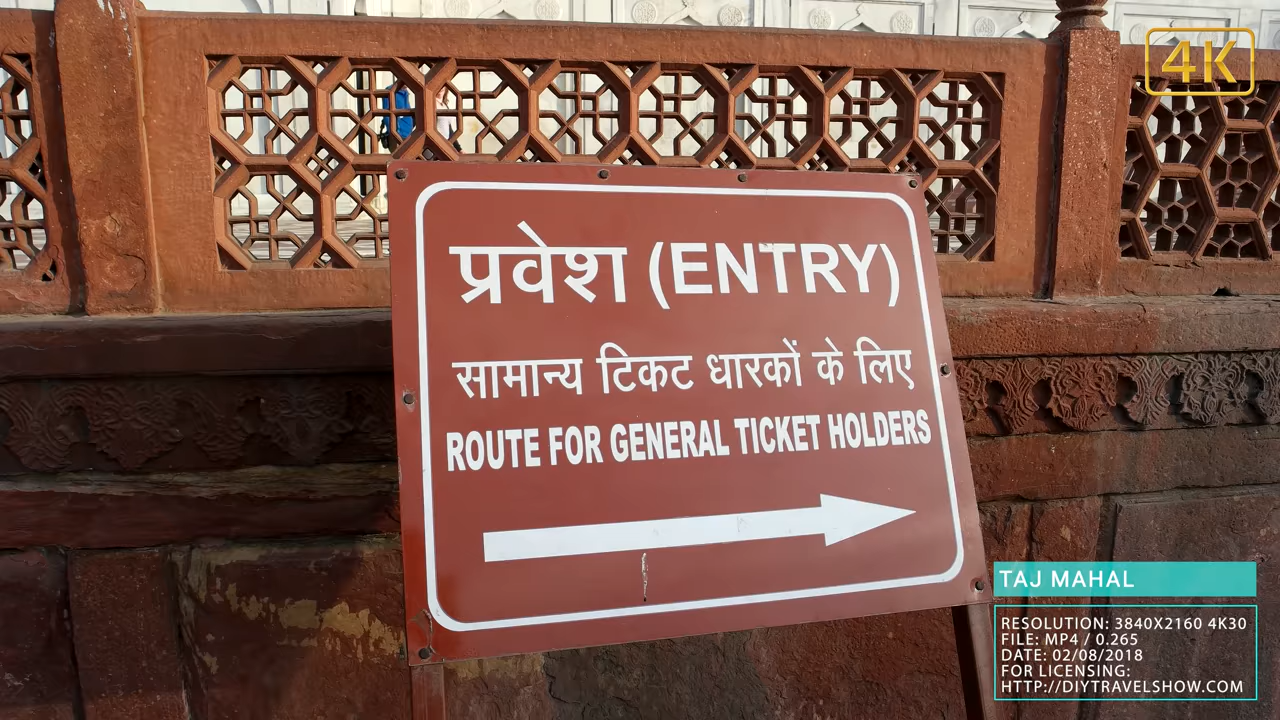 4K
प्रवेश (ENTRY)
सामान्य टिकट धारकों के लिए
ROUTE FOR GENERAL TICKET HOLDERS
TAJ MAHAL
RESOLUTION: 3840X2160 4K30
FILE: MP4 / 0.265
DATE: 02/08/2018
FOR LICENSING:
HTTP://DIYTRAVELSHOW.COM